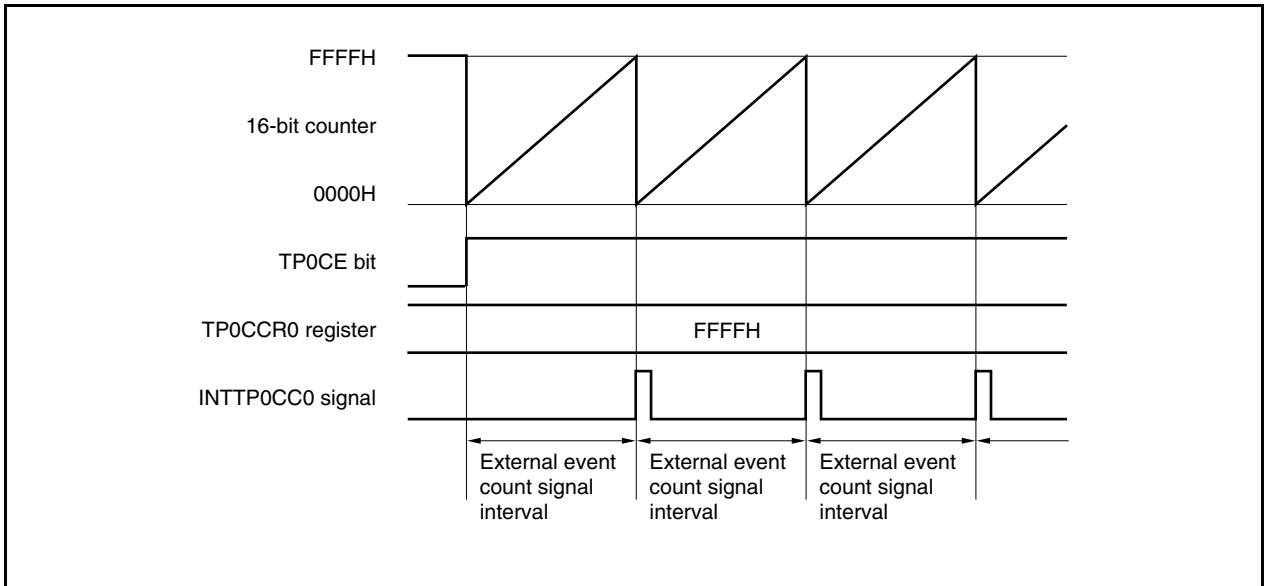 FFFFH
16-bit counter
0000H
TP0CE bit
TP0CCR0 register
FFFFH
INTTP0CC0 signal
External event
count signal
interval
External event
count signal
interval
External event
count signal
interval